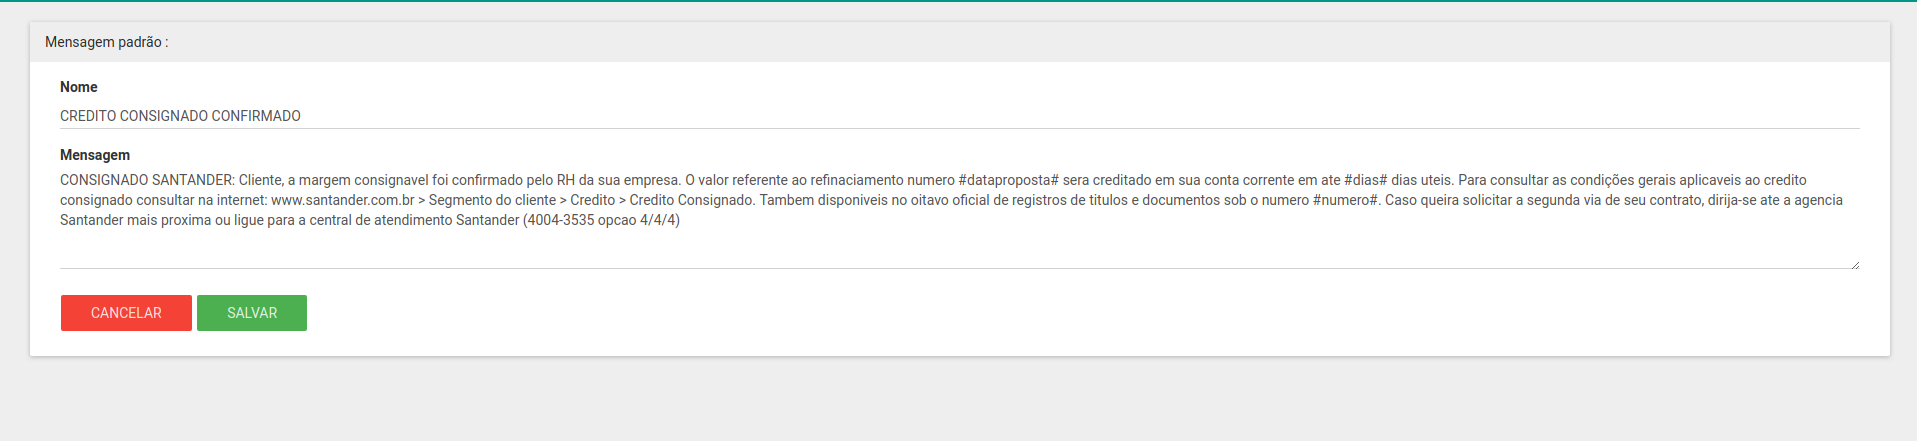 Mensagem padrão :
Nome
CREDITO CONSIGNADO CONFIRMADO
Mensagem
CONSIGNADO SANTANDER: Cliente, a margem consignavel foi confirmado pelo RH da sua empresa. O valor referente ao refinaciamento numero #dataproposta# sera creditado em sua conta corrente em ate #dias# dias uteis. Para consultar as condições gerais aplicaveis ao credito
consignado consultar na internet: www.santander.com.br > Segmento do cliente > Credito > Credito Consignado. Tambem disponiveis no oitavo oficial de registros de titulos e documentos sob o numero #numero#. Caso queira solicitar a segunda via de seu contrato, dirija-se ate a agencia
Santander mais proxima ou ligue para a central de atendimento Santander (4004-3535 opcao 4/4/4)
CANCELAR SALVAR